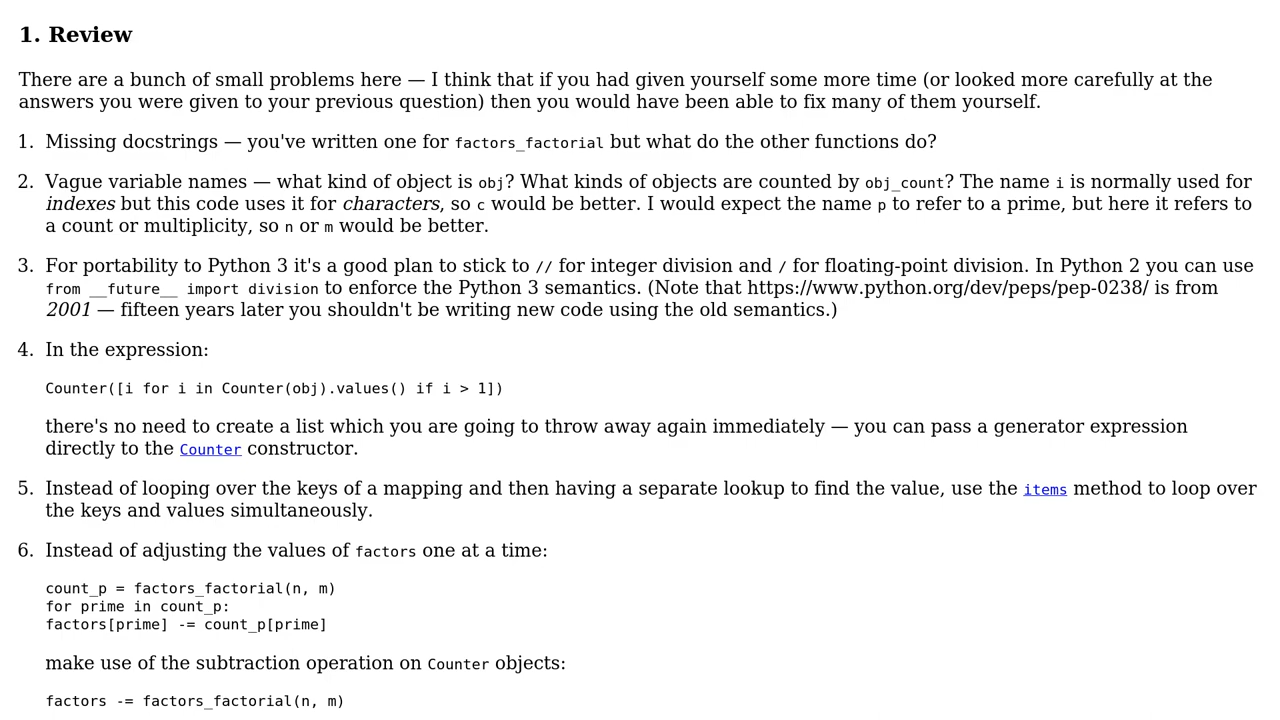 1. Review
There are a bunch of small problems here — I think that if you had given yourself some more time (or looked more carefully at the
answers you were given to your previous question) then you would have been able to fix many of them yourself.
1. Missing docstrings — you've written one for factors_factorial but what do the other functions do?
2. Vague variable names — what kind of object is obj? What kinds of objects are counted by obj_count? The name i is normally used for
indexes but this code uses it for characters, so c would be better. I would expect the name p to refer to a prime, but here it refers to
a count or multiplicity, so n or m would be better.
3. For portability to Python 3 it's a good plan to stick to // for integer division and / for floating-point division. In Python 2 you can use
from __future__ import division to enforce the Python 3 semantics. (Note that https://www.python.org/dev/peps/pep-0238/ is from
2001 — fifteen years later you shouldn't be writing new code using the old semantics.)
4. In the expression:
Counter([i for i in Counter(obj).values() if i > 1])
there's no need to create a list which you are going to throw away again immediately — you can pass a generator expression
directly to the Counter constructor.
5. Instead of looping over the keys of a mapping and then having a separate lookup to find the value, use the items method to loop over
the keys and values simultaneously.
6. Instead of adjusting the values of factors one at a time:
count_p = factors_factorial(n, m)
for prime in count_p:
factors[prime] -= count_p[prime]
make use of the subtraction operation on Counter objects:
factors -= factors_factorial(n, m)